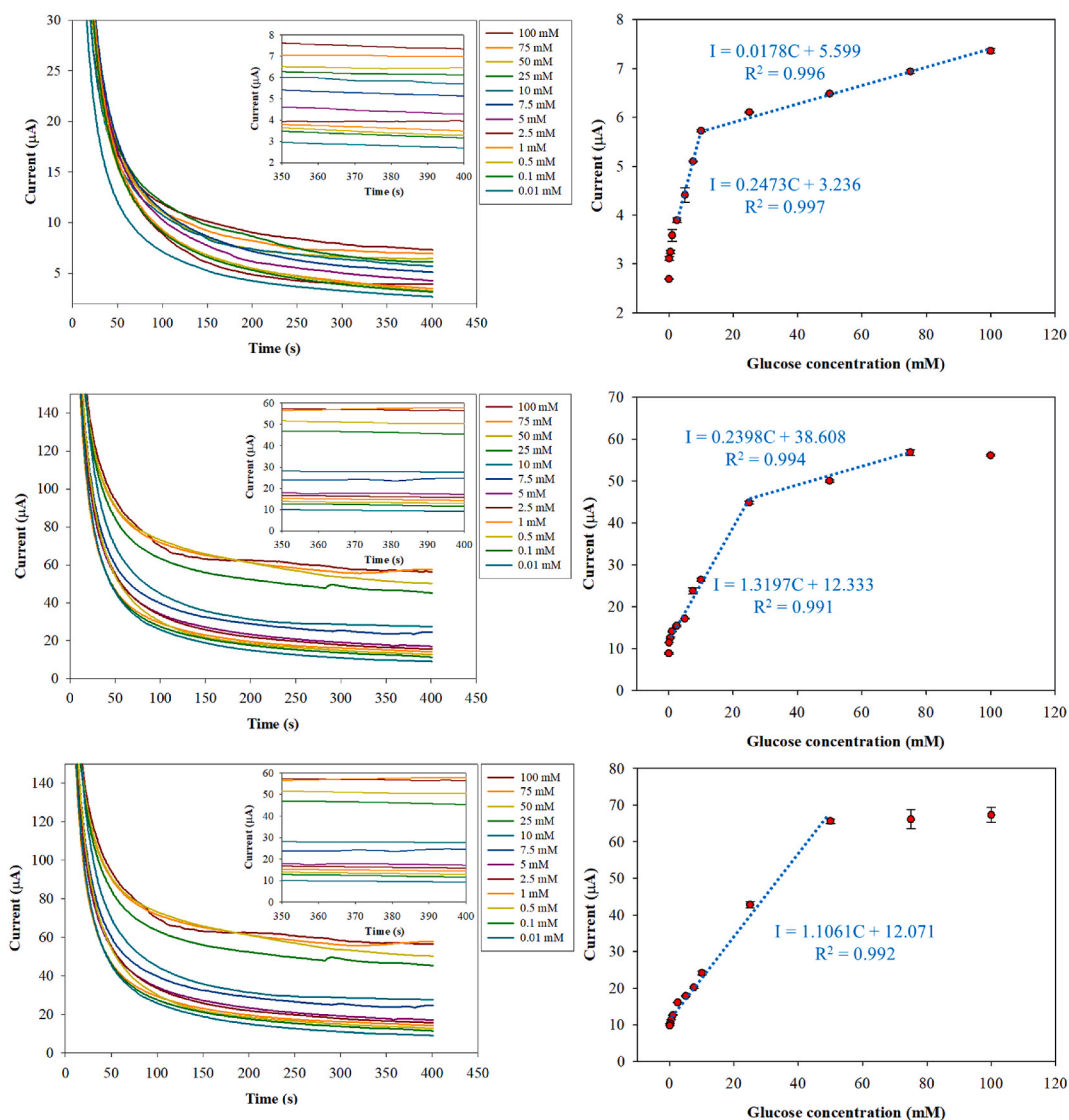 30
25
20
15
10
5
Current (μA)
0 50 100 150 200 250 300 350 400 450
Time (s)
8
7
6
5
4
3
2
1
0
Current (μA)
350 360 370 380 390 400
Time (s)
100 mM
75 mM
50 mM
25 mM
10 mM
7.5 mM
5 mM
2.5 mM
1 mM
0.5 mM
0.1 mM
0.01 mM
8
7
6
5
4
3
2
Current (μA)
I = 0.0178C + 5.599
R² = 0.996
I = 0.2473C + 3.236
R² = 0.997
0 20 40 60 80 100 120
Glucose concentration (mM)
140
120
100
80
60
40
20
0
Current (μA)
0 50 100 150 200 250 300 350 400 450
Time (s)
60
50
40
30
20
10
0
Current (μA)
350 360 370 380 390 400
Time (s)
100 mM
75 mM
50 mM
25 mM
10 mM
7.5 mM
5 mM
2.5 mM
1 mM
0.5 mM
0.1 mM
0.01 mM
70
60
50
40
30
20
10
0
Current (μA)
I = 0.2398C + 38.608
R² = 0.994
I = 1.3197C + 12.333
R² = 0.991
0 20 40 60 80 100 120
Glucose concentration (mM)
140
120
100
80
60
40
20
0
Current (μA)
0 50 100 150 200 250 300 350 400 450
Time (s)
60
50
40
30
20
10
0
Current (μA)
350 360 370 380 390 400
Time (s)
100 mM
75 mM
50 mM
25 mM
10 mM
7.5 mM
5 mM
2.5 mM
1 mM
0.5 mM
0.1 mM
0.01 mM
80
70
60
50
40
30
20
10
0
Current (μA)
I = 1.1061C + 12.071
R² = 0.992
0 20 40 60 80 100 120
Glucose concentration (mM)